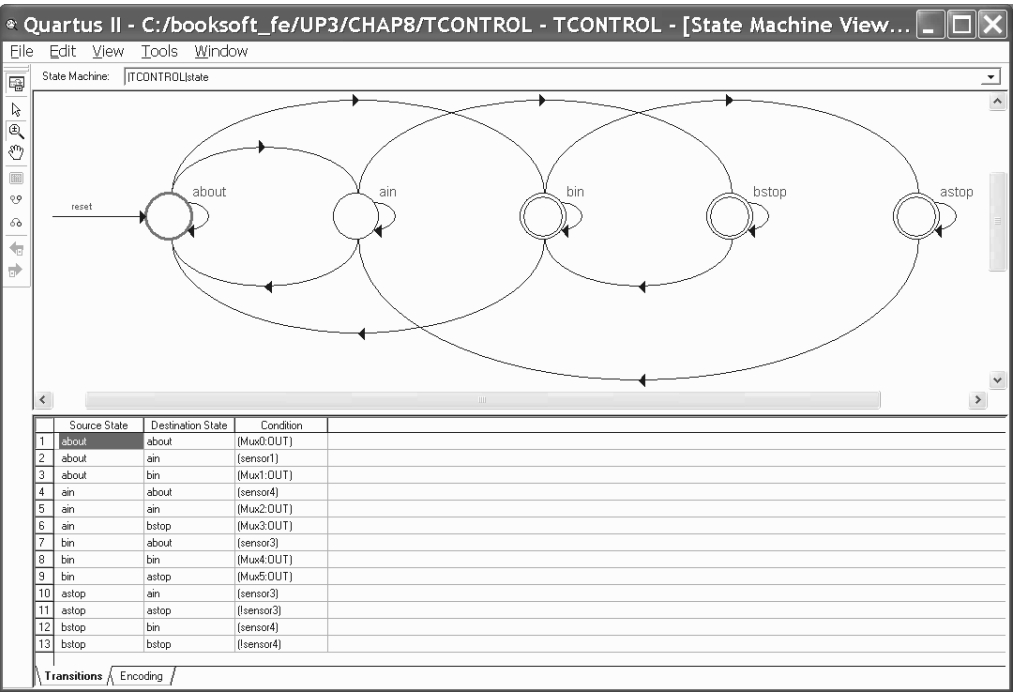 Quartus II - C:/booksoft_fe/UP3/CHAP8/TCONTROL - TCONTROL - [State Machine View...
File Edit View Tools Window
State Machine: |TCONTROL|state
about ain bin bstop astop
reset
Source State Destination State Condition
1 about about (Mux0:OUT)
2 about ain (sensor1)
3 about bin (Mux1:OUT)
4 ain about (sensor4)
5 ain ain (Mux2:OUT)
6 ain bstop (Mux3:OUT)
7 bin about (sensor3)
8 bin bin (Mux4:OUT)
9 bin astop (Mux5:OUT)
10 astop ain (sensor3)
11 astop astop (!sensor3)
12 bstop bin (sensor4)
13 bstop bstop (!sensor4)
Transitions Encoding